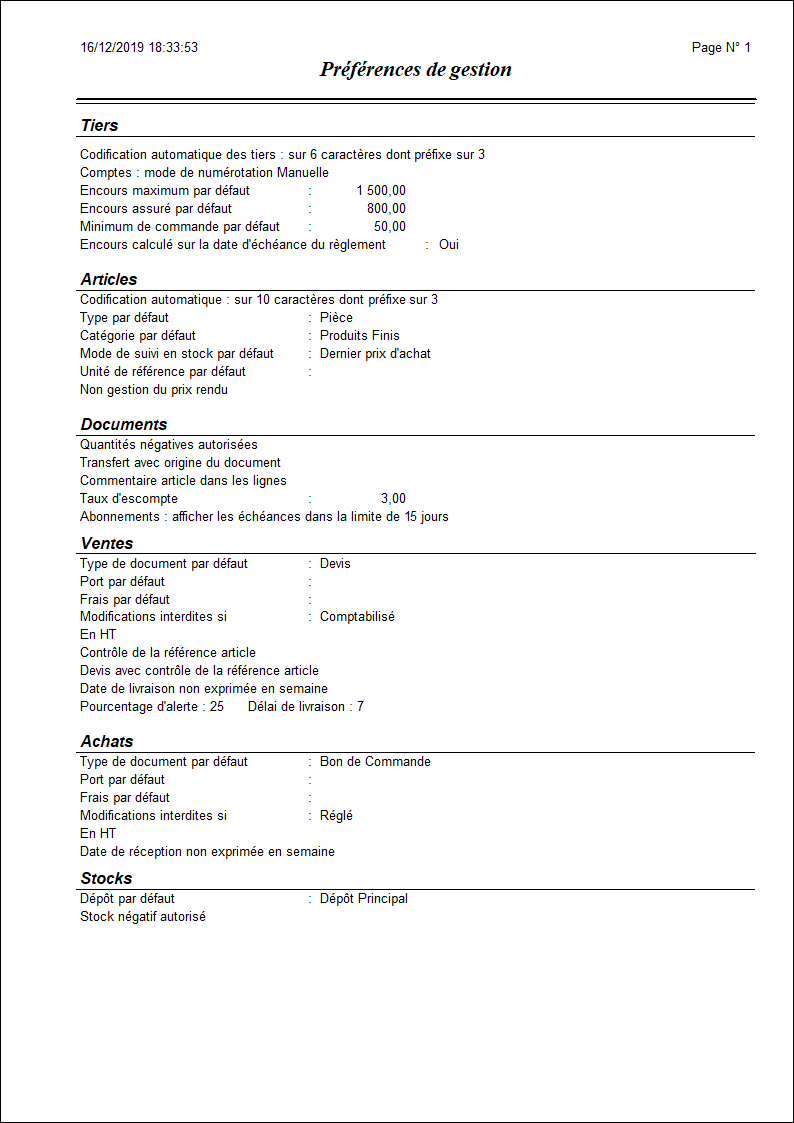 16/12/2019 18:33:53 Page N° 1
Préférences de gestion
Tiers
Codification automatique des tiers : sur 6 caractères dont préfixe sur 3
Comptes : mode de numérotation Manuelle
Encours maximum par défaut : 1 500,00
Encours assuré par défaut : 800,00
Minimum de commande par défaut : 50,00
Encours calculé sur la date d'échéance du règlement : Oui
Articles
Codification automatique : sur 10 caractères dont préfixe sur 3
Type par défaut : Pièce
Catégorie par défaut : Produits Finis
Mode de suivi en stock par défaut : Dernier prix d'achat
Unité de référence par défaut :
Non gestion du prix rendu
Documents
Quantités négatives autorisées
Transfert avec origine du document
Commentaire article dans les lignes
Taux d'escompte : 3,00
Abonnements : afficher les échéances dans la limite de 15 jours
Ventes
Type de document par défaut : Devis
Port par défaut :
Frais par défaut :
Modifications interdites si : Comptabilisé
En HT
Contrôle de la référence article
Devis avec contrôle de la référence article
Date de livraison non exprimée en semaine
Pourcentage d'alerte : 25 Délai de livraison : 7
Achats
Type de document par défaut : Bon de Commande
Port par défaut :
Frais par défaut :
Modifications interdites si : Réglé
En HT
Date de réception non exprimée en semaine
Stocks
Dépôt par défaut : Dépôt Principal
Stock négatif autorisé